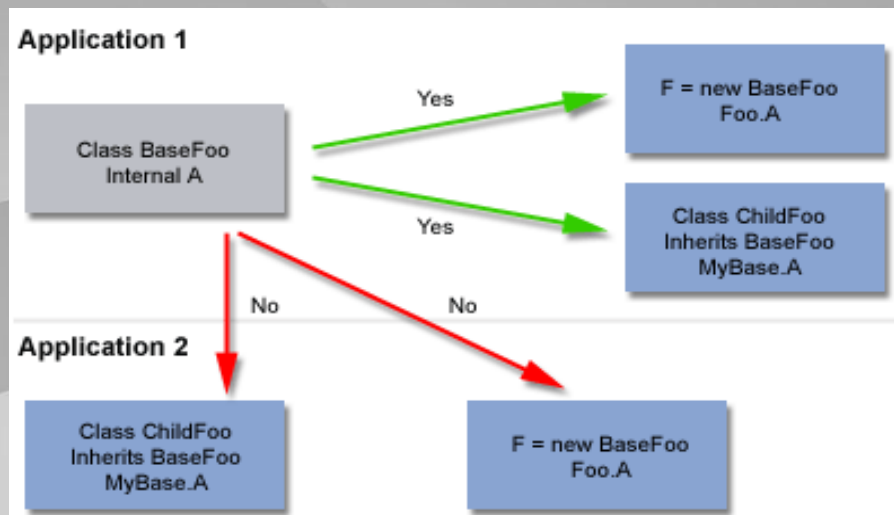 Application 1
Class BaseFoo
Internal A
Yes
F = new BaseFoo
Foo.A
Yes
Class ChildFoo
Inherits BaseFoo
MyBase.A
No
No
Application 2
Class ChildFoo
Inherits BaseFoo
MyBase.A
F = new BaseFoo
Foo.A